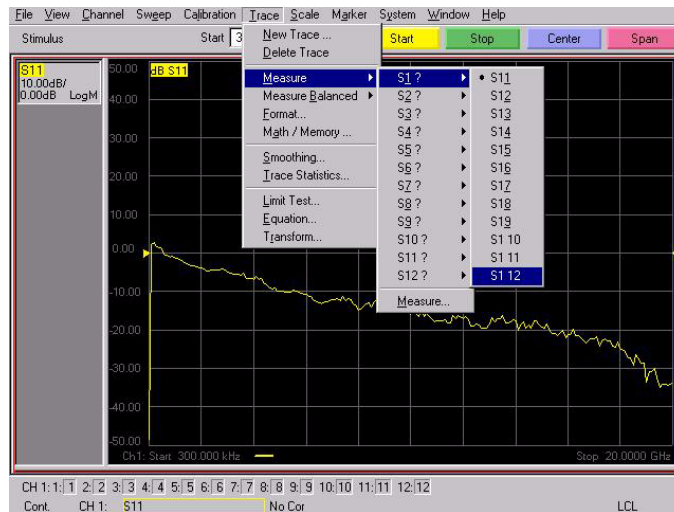 File View Channel Sweep Calibration Trace Scale Marker System Window Help
Stimulus Start 3 Start Stop Center Span
New Trace ...
Delete Trace
Measure
Measure Balanced
Format...
Math / Memory ...
Smoothing...
Trace Statistics...
Limit Test...
Equation...
Transform...
S1 ?
S2 ?
S3 ?
S4 ?
S5 ?
S6 ?
S7 ?
S8 ?
S9 ?
S10 ?
S11 ?
S12 ?
Measure...
S11
S12
S13
S14
S15
S16
S17
S18
S19
S1 10
S1 11
S1 12
S11
10.00dB/
0.00dB LogM
50.00 dB S11
40.00
30.00
20.00
10.00
0.00
-10.00
-20.00
-30.00
-40.00
-50.00
Ch1: Start 300.000 kHz Stop 20.0000 GHz
CH 1: 1: 1 2: 2 3: 3 4: 4 5: 5 6: 6 7: 7 8: 8 9: 9 10: 10 11: 11 12: 12
Cont. CH 1: S11 No Cor LCL